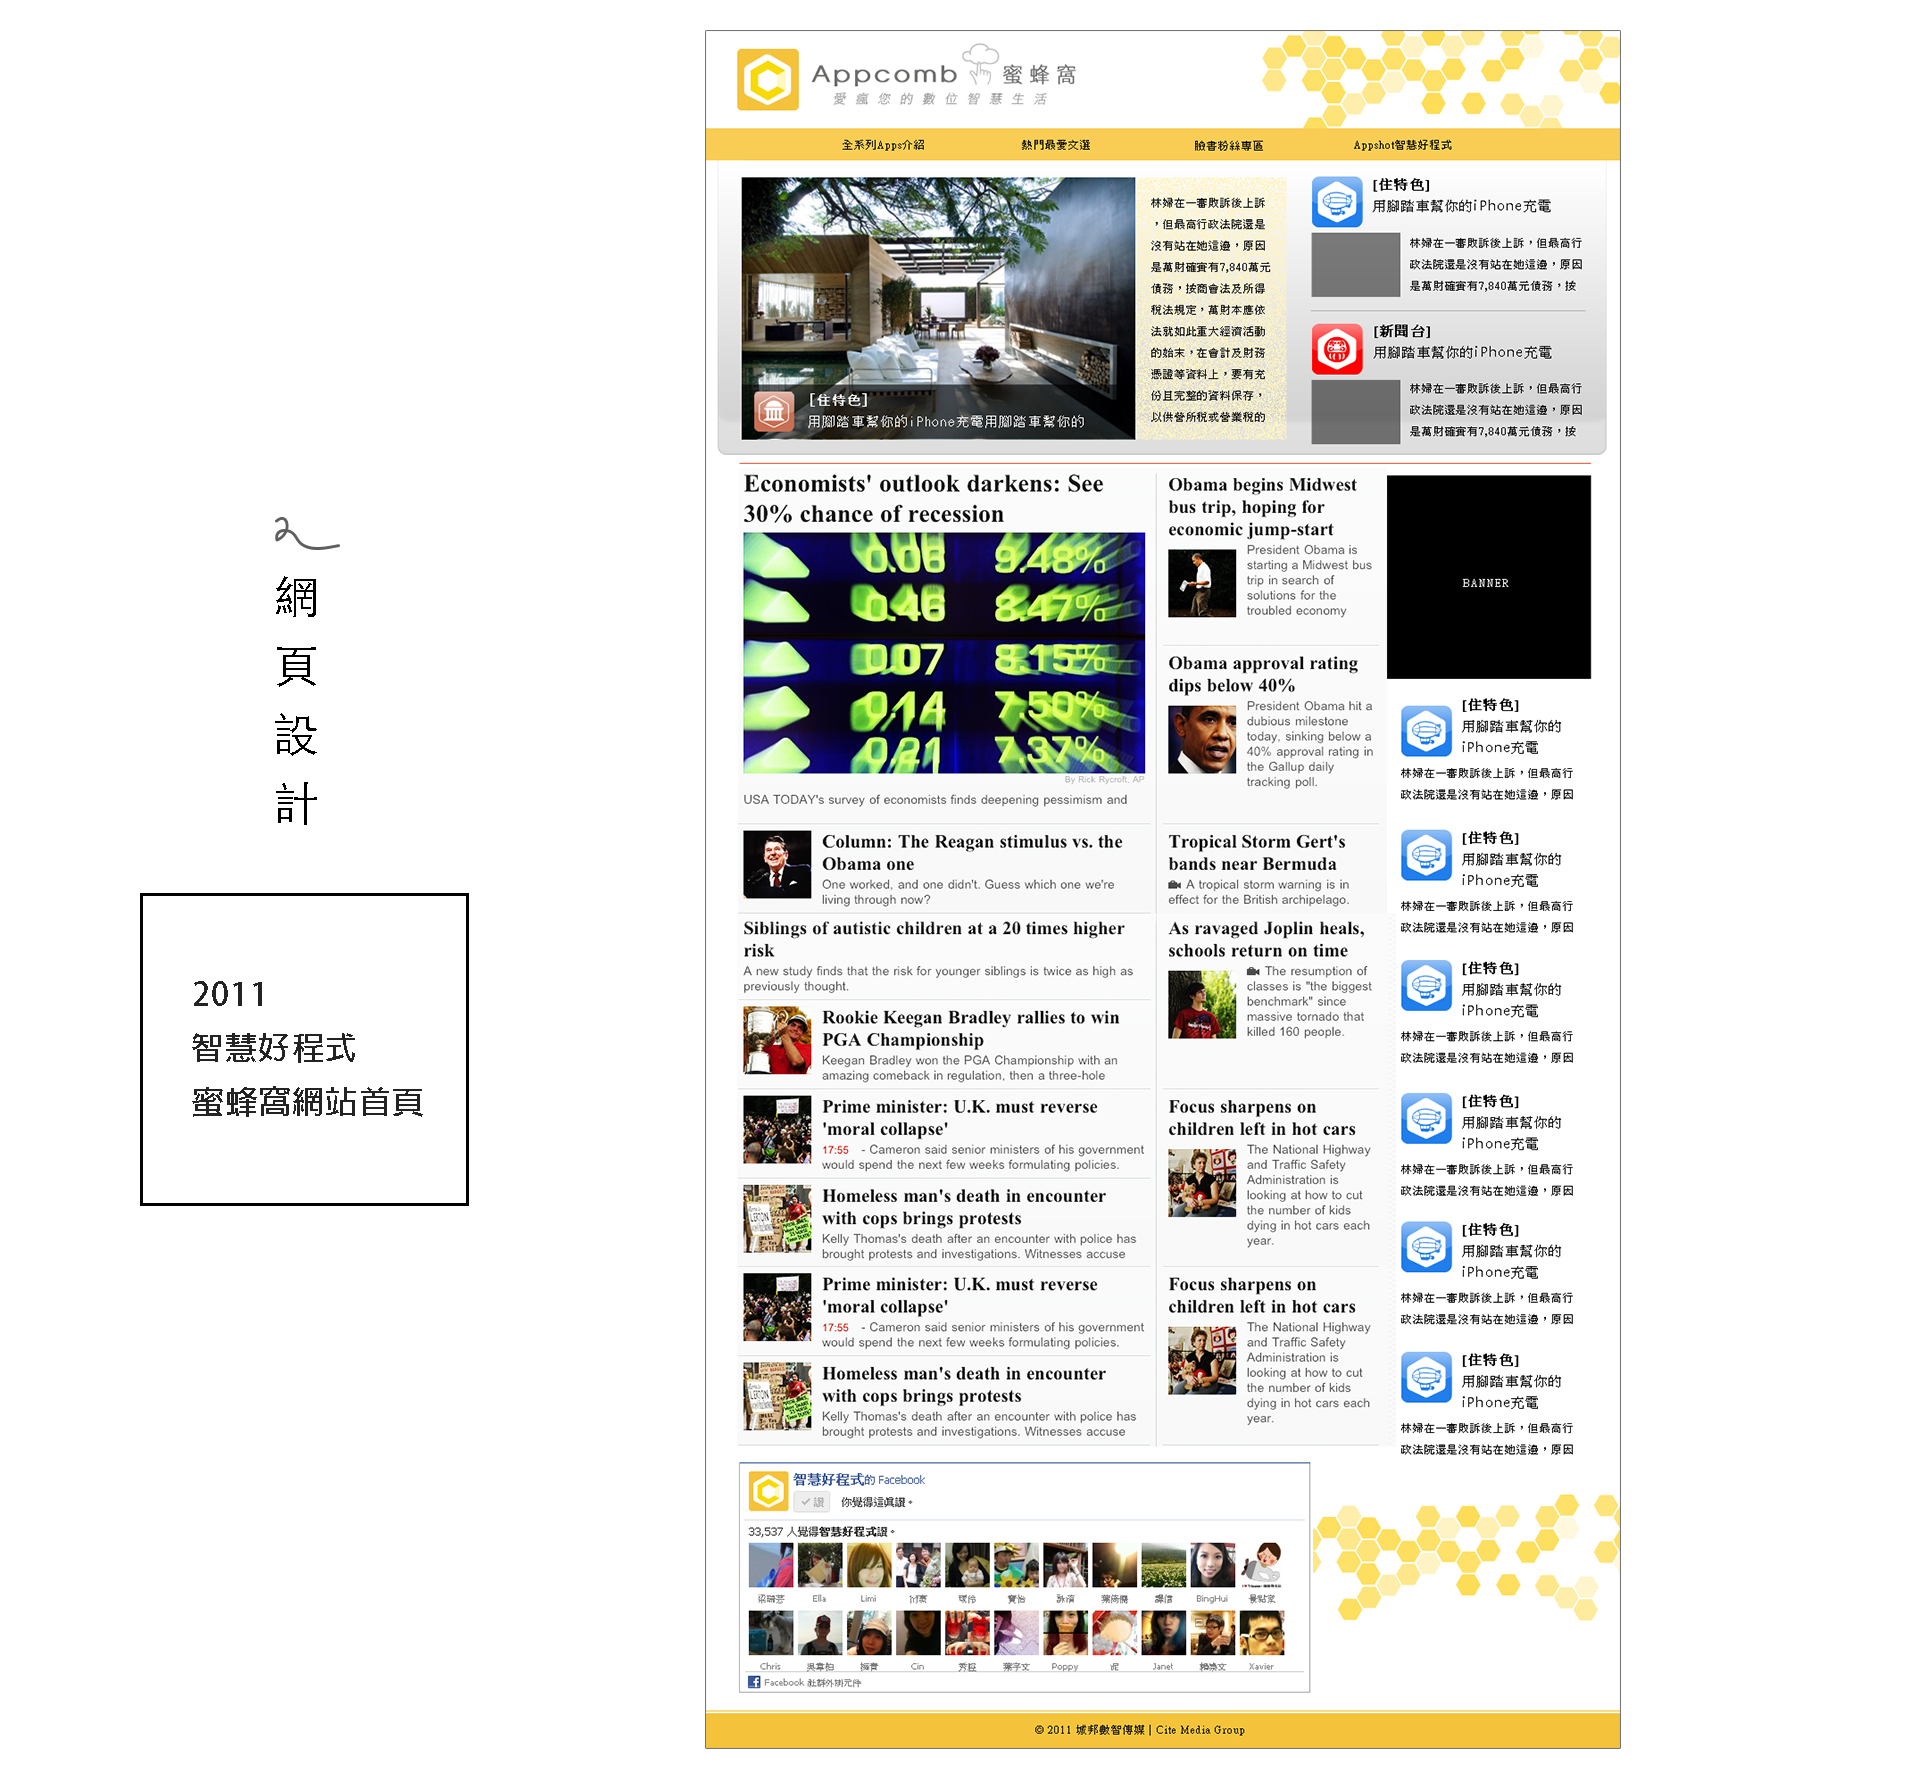 網
頁
設
計
2011
智慧好程式
蜜蜂窩網站首頁
Appcomb 蜜蜂窩
愛瘋您的數位智慧生活
全系列Apps介紹
熱門最愛文選
臉書粉絲專區
Appshot智慧好程式
[住特色]
用腳踏車幫你的iPhone充電用腳踏車幫你的
林婦在一審敗訴後上訴
，但最高行政法院還是
沒有站在她這邊，原因
是萬財確實有7,840萬元
債務，按商會法及所得
稅法規定，萬財本應依
法就如此重大經濟活動
的始末，在會計及財務
憑證等資料上，要有充
份且完整的資料保存，
以供營所稅或營業稅的
[住特色]
用腳踏車幫你的iPhone充電
林婦在一審敗訴後上訴，但最高行
政法院還是沒有站在她這邊，原因
是萬財確實有7,840萬元債務，按
[新聞台]
用腳踏車幫你的iPhone充電
林婦在一審敗訴後上訴，但最高行
政法院還是沒有站在她這邊，原因
是萬財確實有7,840萬元債務，按
Economists' outlook darkens: See
30% chance of recession
0.08 9.48%
0.46 8.47%
0.07 8.15%
0.14 7.50%
0.21 7.37%
By Rick Rycroft, AP
USA TODAY's survey of economists finds deepening pessimism and
Column: The Reagan stimulus vs. the
Obama one
One worked, and one didn't. Guess which one we're
living through now?
Siblings of autistic children at a 20 times higher
risk
A new study finds that the risk for younger siblings is twice as high as
previously thought.
Rookie Keegan Bradley rallies to win
PGA Championship
Keegan Bradley won the PGA Championship with an
amazing comeback in regulation, then a three-hole
Prime minister: U.K. must reverse
'moral collapse'
17:55 - Cameron said senior ministers of his government
would spend the next few weeks formulating policies.
Homeless man's death in encounter
with cops brings protests
Kelly Thomas's death after an encounter with police has
brought protests and investigations. Witnesses accuse
Prime minister: U.K. must reverse
'moral collapse'
17:55 - Cameron said senior ministers of his government
would spend the next few weeks formulating policies.
Homeless man's death in encounter
with cops brings protests
Kelly Thomas's death after an encounter with police has
brought protests and investigations. Witnesses accuse
Obama begins Midwest
bus trip, hoping for
economic jump-start
President Obama is
starting a Midwest bus
trip in search of
solutions for the
troubled economy
Obama approval rating
dips below 40%
President Obama hit a
dubious milestone
today, sinking below a
40% approval rating in
the Gallup daily
tracking poll.
Tropical Storm Gert's
bands near Bermuda
A tropical storm warning is in
effect for the British archipelago.
As ravaged Joplin heals,
schools return on time
The resumption of
classes is "the biggest
benchmark" since
massive tornado that
killed 160 people.
Focus sharpens on
children left in hot cars
The National Highway
and Traffic Safety
Administration is
looking at how to cut
the number of kids
dying in hot cars each
year.
Focus sharpens on
children left in hot cars
The National Highway
and Traffic Safety
Administration is
looking at how to cut
the number of kids
dying in hot cars each
year.
BANNER
[住特色]
用腳踏車幫你的
iPhone充電
林婦在一審敗訴後上訴，但最高行
政法院還是沒有站在她這邊，原因
[住特色]
用腳踏車幫你的
iPhone充電
林婦在一審敗訴後上訴，但最高行
政法院還是沒有站在她這邊，原因
[住特色]
用腳踏車幫你的
iPhone充電
林婦在一審敗訴後上訴，但最高行
政法院還是沒有站在她這邊，原因
[住特色]
用腳踏車幫你的
iPhone充電
林婦在一審敗訴後上訴，但最高行
政法院還是沒有站在她這邊，原因
[住特色]
用腳踏車幫你的
iPhone充電
林婦在一審敗訴後上訴，但最高行
政法院還是沒有站在她這邊，原因
[住特色]
用腳踏車幫你的
iPhone充電
林婦在一審敗訴後上訴，但最高行
政法院還是沒有站在她這邊，原因
智慧好程式的 Facebook
讚 你覺得這真讚。
33,537 人覺得智慧好程式讚。
Ella Limi BingHui
Chris Cin Poppy Janet Xavier
Facebook 社群外掛元件
© 2011 城邦數智傳媒 | Cite Media Group